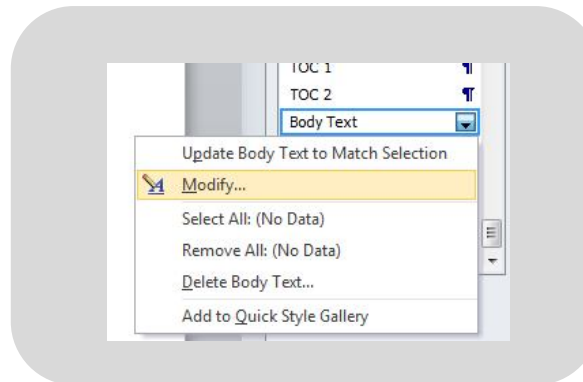 TOC 1 ¶
TOC 2 ¶
Body Text
Update Body Text to Match Selection
Modify...
Select All: (No Data)
Remove All: (No Data)
Delete Body Text...
Add to Quick Style Gallery